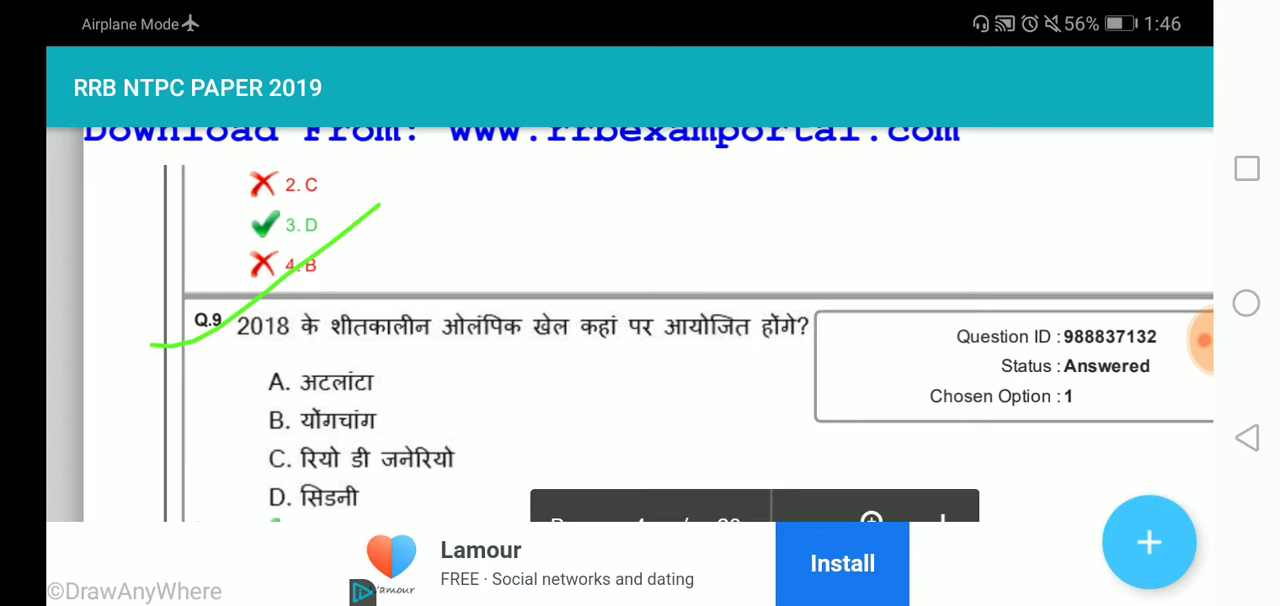 Airplane Mode
56% 1:46
RRB NTPC PAPER 2019
Download From: www.rrbexamportal.com
2. C
3. D
4. B
Q.9 2018 के शीतकालीन ओलंपिक खेल कहां पर आयोजित होंगे?
A. अटलांटा
B. योंगचांग
C. रियो डी जनेरियो
D. सिडनी
Question ID : 988837132
Status : Answered
Chosen Option : 1
Lamour
FREE · Social networks and dating
Install
©DrawAnyWhere